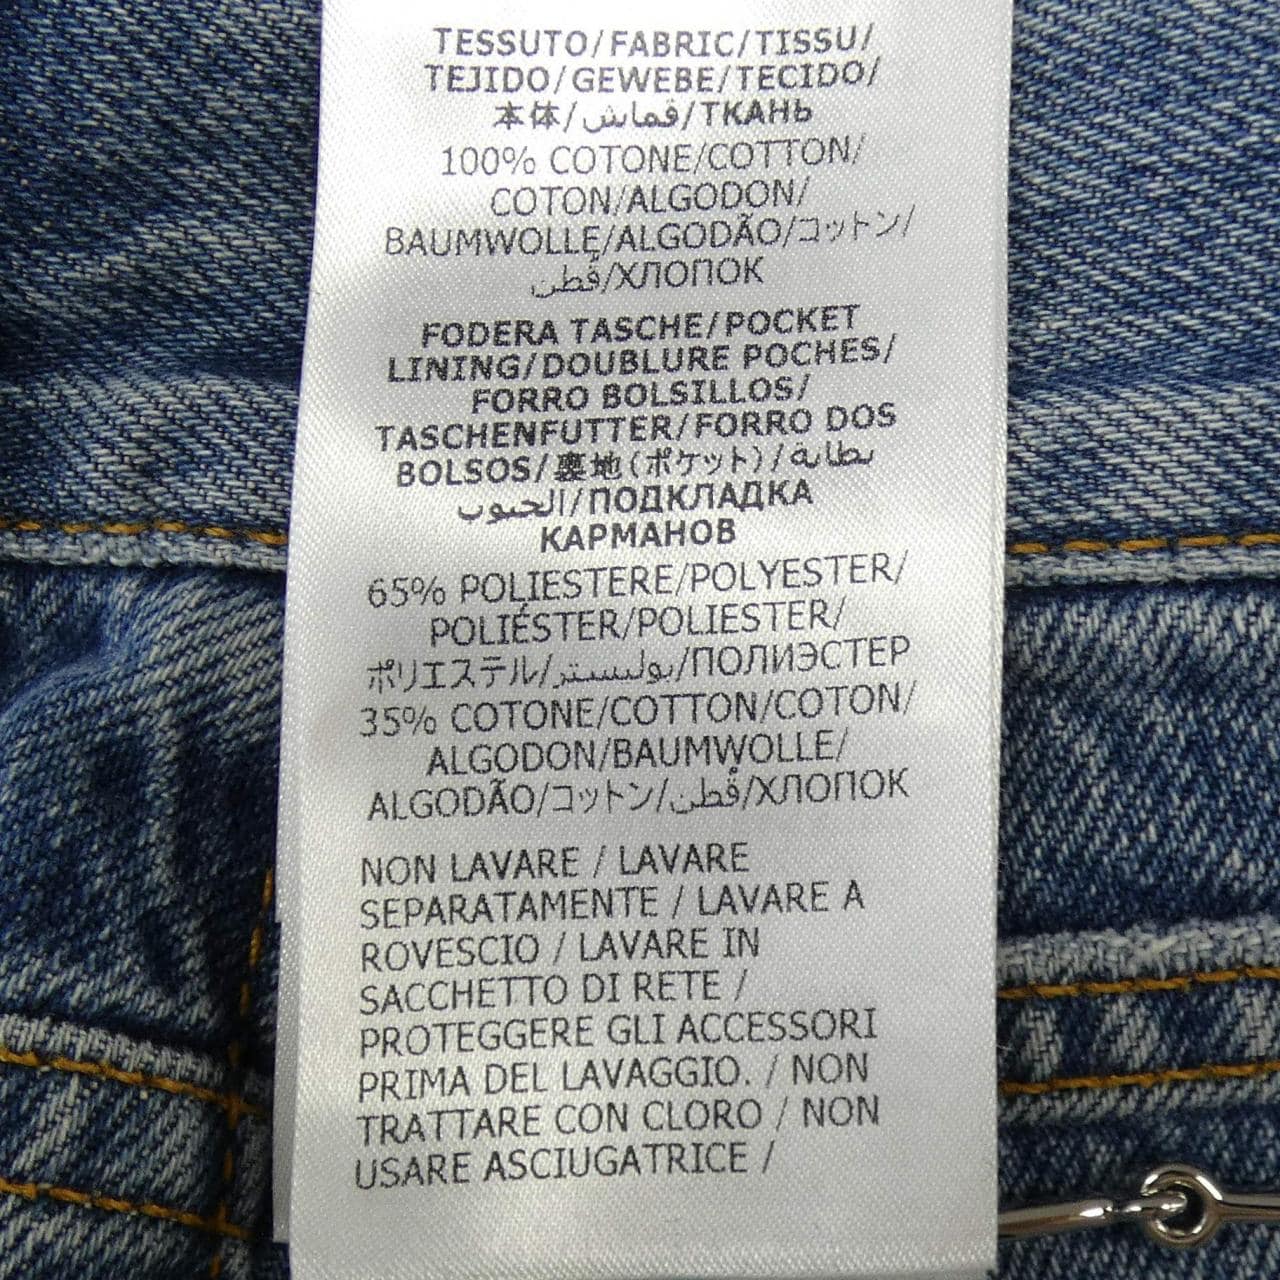 TESSUTO/FABRIC/TISSU/
TEJIDO/GEWEBE/TECIDO/
本体/قماش/ТКАНЬ
100% COTONE/COTTON/
COTON/ALGODON/
BAUMWOLLE/ALGODÃO/コットン/
قطن/ХЛОПОК
FODERA TASCHE/POCKET
LINING/DOUBLURE POCHES/
FORRO BOLSILLOS/
TASCHENFUTTER/FORRO DOS
BOLSOS/裏地(ポケット)/بطانة
الجيوب/ПОДКЛАДКА
КАРМАНОВ
65% POLIESTERE/POLYESTER/
POLIÉSTER/POLIESTER/
ポリエステル/بوليستر/ПОЛИЭСТЕР
35% COTONE/COTTON/COTON/
ALGODON/BAUMWOLLE/
ALGODÃO/コットン/قطن/ХЛОПОК
NON LAVARE / LAVARE
SEPARATAMENTE / LAVARE A
ROVESCIO / LAVARE IN
SACCHETTO DI RETE /
PROTEGGERE GLI ACCESSORI
PRIMA DEL LAVAGGIO. / NON
TRATTARE CON CLORO / NON
USARE ASCIUGATRICE /